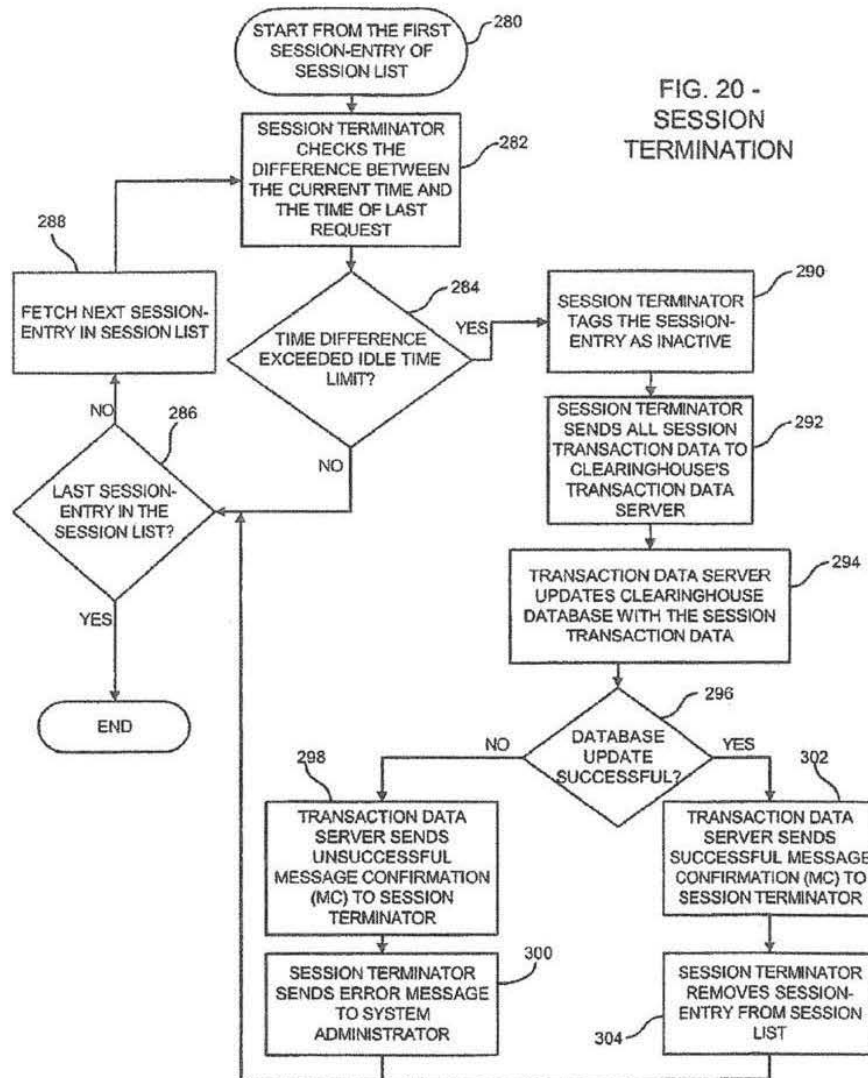 START FROM THE FIRST
SESSION-ENTRY OF
SESSION LIST
280
FIG. 20 -
SESSION
TERMINATION
SESSION TERMINATOR
CHECKS THE
DIFFERENCE BETWEEN
THE CURRENT TIME AND
THE TIME OF LAST
REQUEST
282
288
FETCH NEXT SESSION-
ENTRY IN SESSION LIST
284
TIME DIFFERENCE
EXCEEDED IDLE TIME
LIMIT?
YES
NO
290
SESSION TERMINATOR
TAGS THE SESSION-
ENTRY AS INACTIVE
NO
286
LAST SESSION-
ENTRY IN THE
SESSION LIST?
YES
END
SESSION TERMINATOR
SENDS ALL SESSION
TRANSACTION DATA TO
CLEARINGHOUSE'S
TRANSACTION DATA
SERVER
292
TRANSACTION DATA SERVER
UPDATES CLEARINGHOUSE
DATABASE WITH THE SESSION
TRANSACTION DATA
294
296
DATABASE
UPDATE
SUCCESSFUL?
NO
YES
298
TRANSACTION DATA
SERVER SENDS
UNSUCCESSFUL
MESSAGE CONFIRMATION
(MC) TO SESSION
TERMINATOR
300
SESSION TERMINATOR
SENDS ERROR MESSAGE
TO SYSTEM
ADMINISTRATOR
302
TRANSACTION DATA
SERVER SENDS
SUCCESSFUL MESSAGE
CONFIRMATION (MC) TO
SESSION TERMINATOR
SESSION TERMINATOR
REMOVES SESSION-
ENTRY FROM SESSION
LIST
304